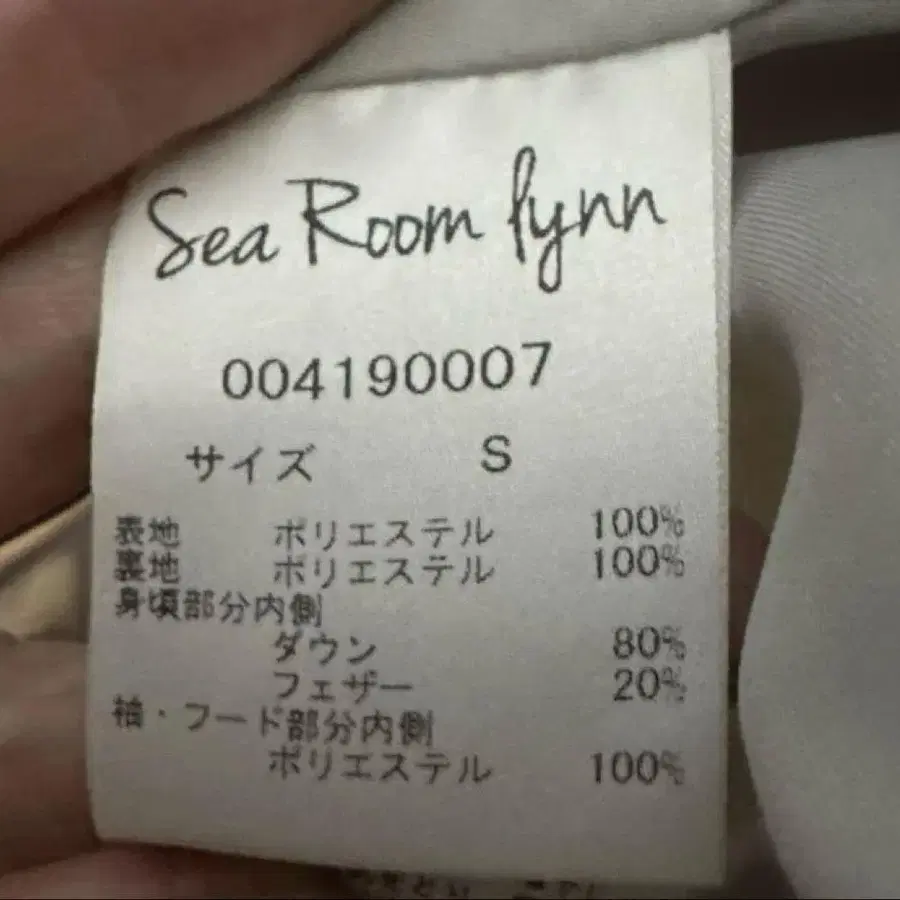 Sea Room lynn
004190007
サイズ S
表地 ポリエステル 100%
裏地 ポリエステル 100%
身頃部分内側
ダウン 80%
フェザー 20%
袖・フード部分内側
ポリエステル 100%